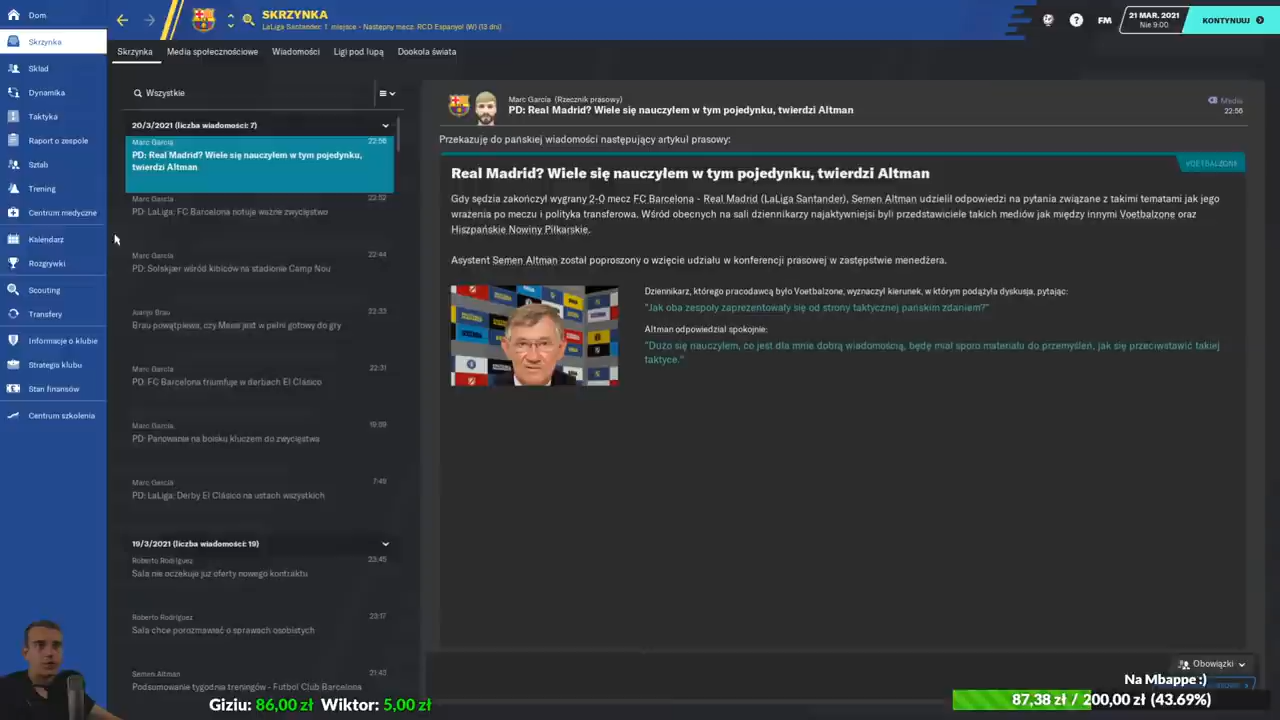 Dom
Skrzynka
Skład
Dynamika
Taktyka
Raport o zespole
Sztab
Trening
Centrum medyczne
Kalendarz
Rozgrywki
Scouting
Transfery
Informacje o klubie
Strategia klubu
Stan finansów
Centrum szkolenia
SKRZYNKA
LaLiga Santander: 1. miejsce - Następny mecz: RCD Espanyol (W) (13 dni)
FM
21 MAR. 2021
Nie 9:00
KONTYNUUJ
Skrzynka Media społecznościowe Wiadomości Ligi pod lupą Dookoła świata
Wszystkie
20/3/2021 (liczba wiadomości: 7)
Marc García 22:56
PD: Real Madrid? Wiele się nauczyłem w tym pojedynku,
twierdzi Altman
Marc García 22:52
PD: LaLiga: FC Barcelona notuje ważne zwycięstwo
Marc García 22:44
PD: Solskjær wśród kibiców na stadionie Camp Nou
Juanjo Brau 22:33
Brau powątpiewa, czy Messi jest w pełni gotowy do gry
Marc García 22:31
PD: FC Barcelona triumfuje w derbach El Clásico
Marc García
PD: Panowanie na boisku kluczem do zwycięstwa
Marc García 7:49
PD: LaLiga: Derby El Clásico na ustach wszystkich
19/3/2021 (liczba wiadomości: 19)
Roberto Rodríguez 23:45
Sala nie oczekuje już oferty nowego kontraktu
Roberto Rodríguez 23:17
Sala chce porozmawiać o sprawach osobistych
Semen Altman 21:43
Podsumowanie tygodnia treningów - Futbol Club Barcelona
Marc García (Rzecznik prasowy)
PD: Real Madrid? Wiele się nauczyłem w tym pojedynku, twierdzi Altman
Media
22:56
Przekazuję do pańskiej wiadomości następujący artykuł prasowy:
VOETBALZONE
Real Madrid? Wiele się nauczyłem w tym pojedynku, twierdzi Altman
Gdy sędzia zakończył wygrany 2-0 mecz FC Barcelona - Real Madrid (LaLiga Santander), Semen Altman udzielił odpowiedzi na pytania związane z takimi tematami jak jego
wrażenia po meczu i polityka transferowa. Wśród obecnych na sali dziennikarzy najaktywniejsi byli przedstawiciele takich mediów jak między innymi Voetbalzone oraz
Hiszpańskie Nowiny Piłkarskie.
Asystent Semen Altman został poproszony o wzięcie udziału w konferencji prasowej w zastępstwie menedżera.
Dziennikarz, którego pracodawcą było Voetbalzone, wyznaczył kierunek, w którym podążyła dyskusja, pytając:
"Jak oba zespoły zaprezentowały się od strony taktycznej pańskim zdaniem?"
Altman odpowiedział spokojnie:
"Dużo się nauczyłem, co jest dla mnie dobrą wiadomością, będę miał sporo materiału do przemyśleń, jak się przeciwstawić takiej
taktyce."
Obowiązki
Na Mbappe :)
87,38 zł / 200,00 zł (43.69%)
Giziu: 86,00 zł Wiktor: 5,00 zł